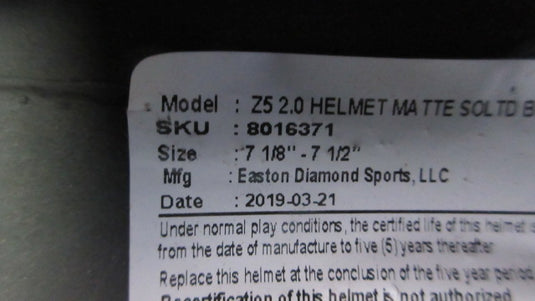 Model : Z5 2.0 HELMET MATTE SOLTD B
SKU : 8016371
Size : 7 1/8" - 7 1/2"
Mfg : Easton Diamond Sports, LLC
Date : 2019-03-21
Under normal play conditions, the certified life of this helmet
from the date of manufacture to five (5) years thereafter
Replace this helmet at the conclusion of the five year period
Recertification of this helmet is not authorized